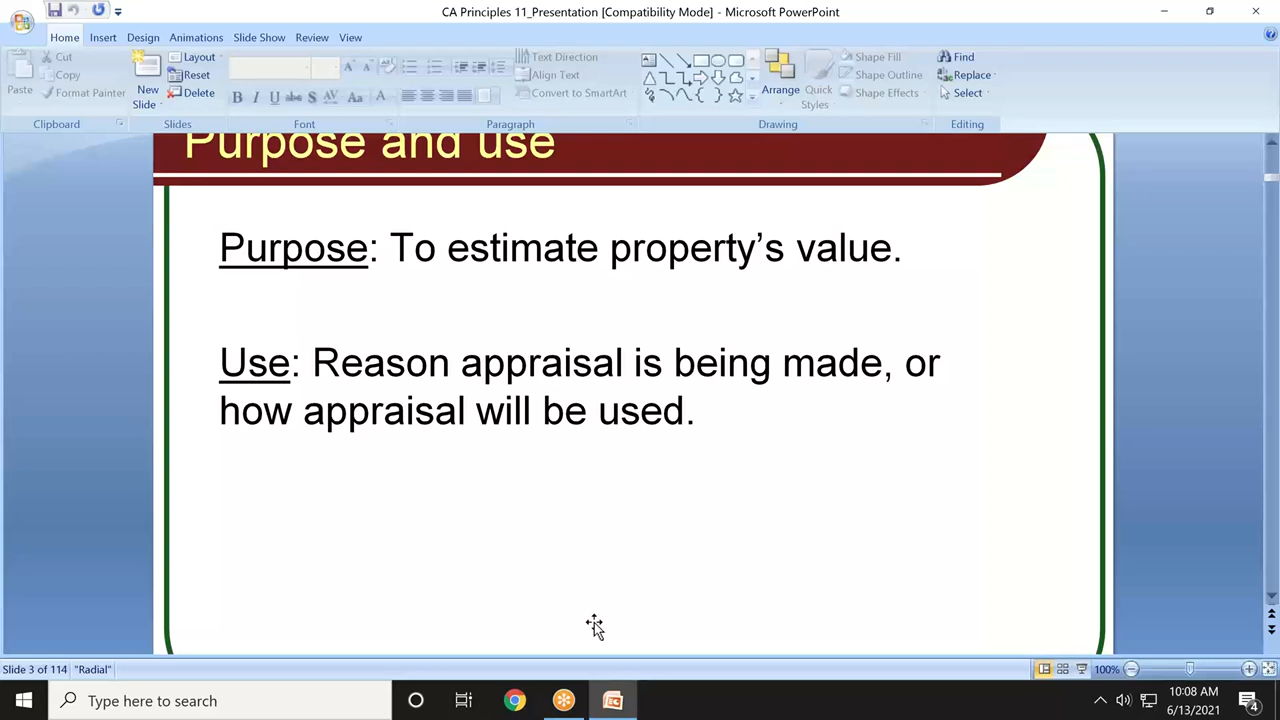 CA Principles 11_Presentation [Compatibility Mode] - Microsoft PowerPoint
Home Insert Design Animations Slide Show Review View
Paste
Cut
Copy
Format Painter
Clipboard
New
Slide
Layout
Reset
Delete
Slides
B I U abc S AV Aa A
Font
Text Direction
Align Text
Convert to SmartArt
Paragraph
Arrange
Quick
Styles
Shape Fill
Shape Outline
Shape Effects
Drawing
Find
Replace
Select
Editing
Purpose and use
Purpose: To estimate property’s value.
Use: Reason appraisal is being made, or
how appraisal will be used.
Slide 3 of 114 "Radial" 100%
Type here to search
10:08 AM
6/13/2021
4